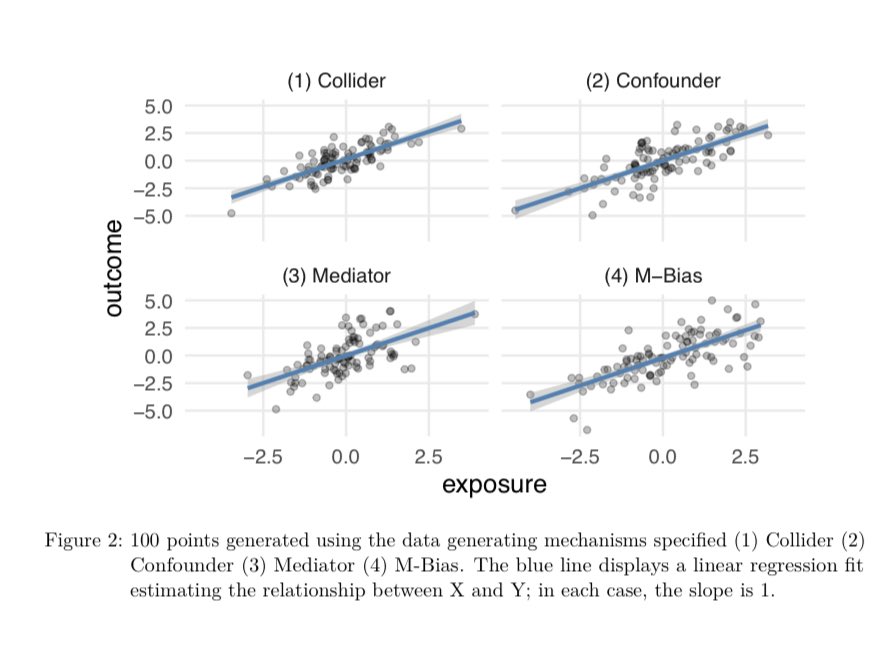 (1) Collider
(2) Confounder
5.0
2.5
0.0
−2.5
−5.0
(3) Mediator
(4) M−Bias
5.0
2.5
0.0
−2.5
−5.0
outcome
−2.5
0.0
2.5
−2.5
0.0
2.5
exposure
Figure 2: 100 points generated using the data generating mechanisms specified (1) Collider (2)
Confounder (3) Mediator (4) M-Bias. The blue line displays a linear regression fit
estimating the relationship between X and Y; in each case, the slope is 1.